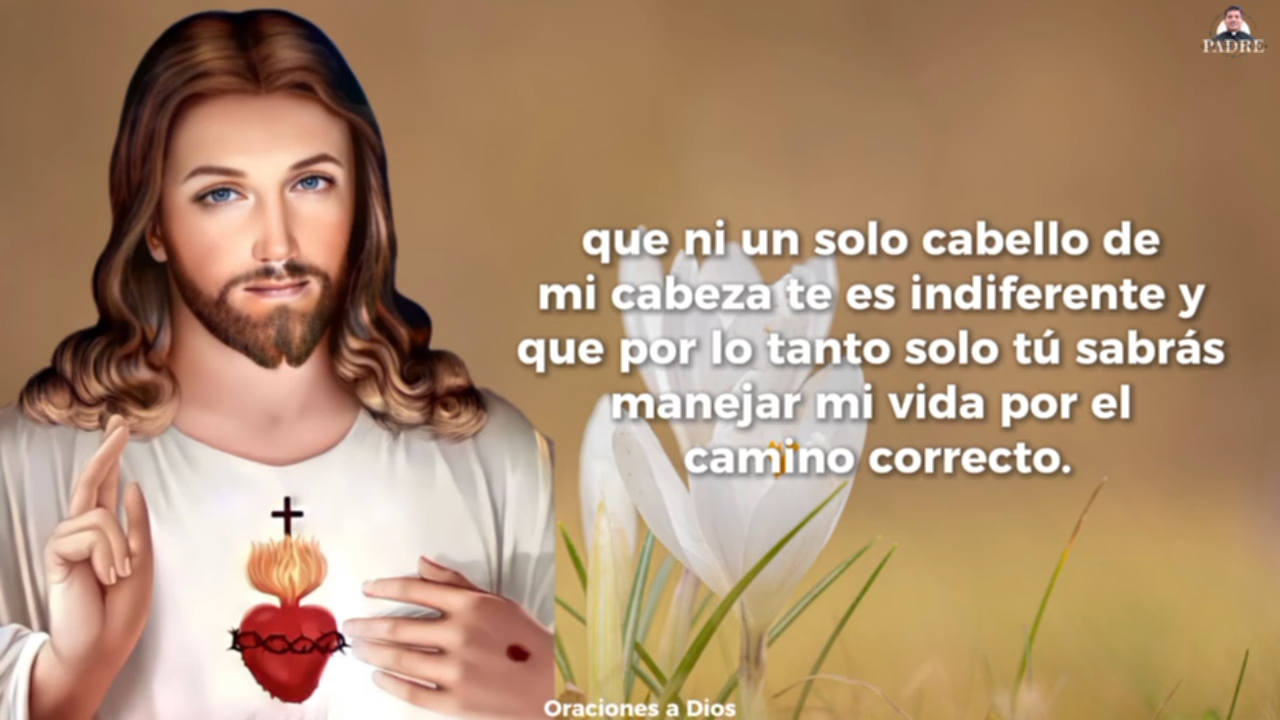 PADRE
que ni un solo cabello de
mi cabeza te es indiferente y
que por lo tanto solo tú sabrás
manejar mi vida por el
camino correcto.
Oraciones a Dios